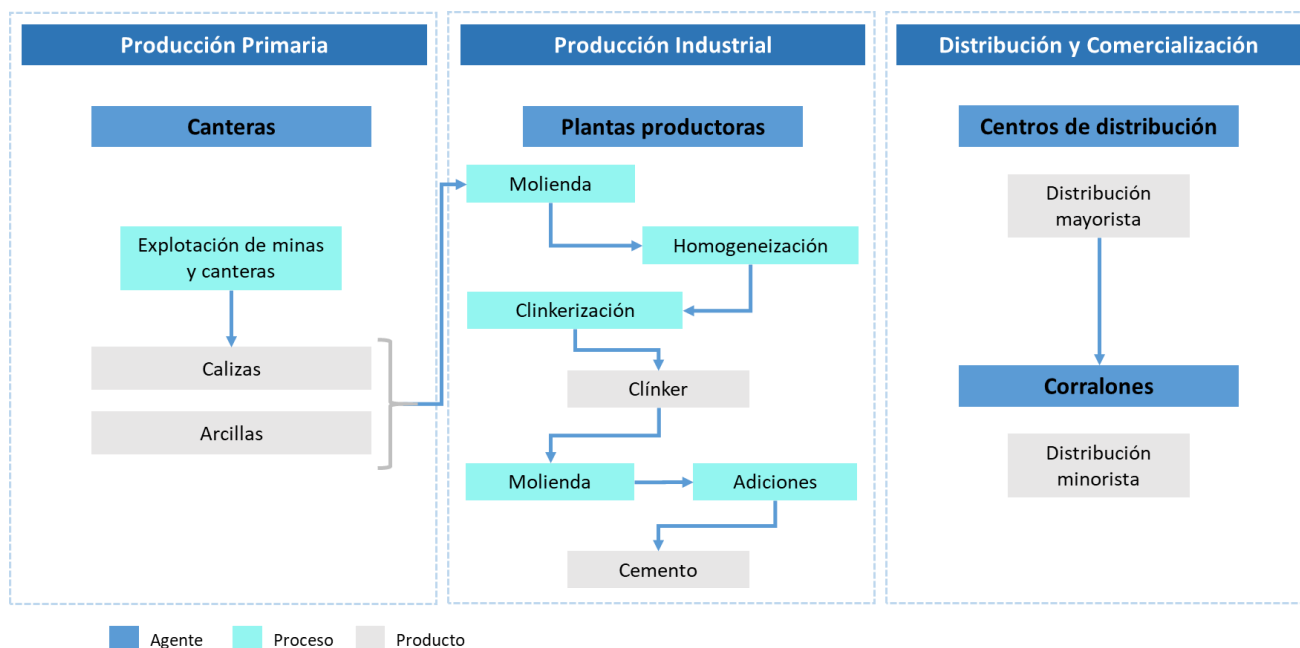 Producción Primaria
Canteras
Explotación de minas
y canteras
Calizas
Arcillas
Producción Industrial
Plantas productoras
Molienda
Homogeneización
Clinkerización
Clínker
Molienda
Adiciones
Cemento
Distribución y Comercialización
Centros de distribución
Distribución
mayorista
Corralones
Distribución
minorista
Agente
Proceso
Producto